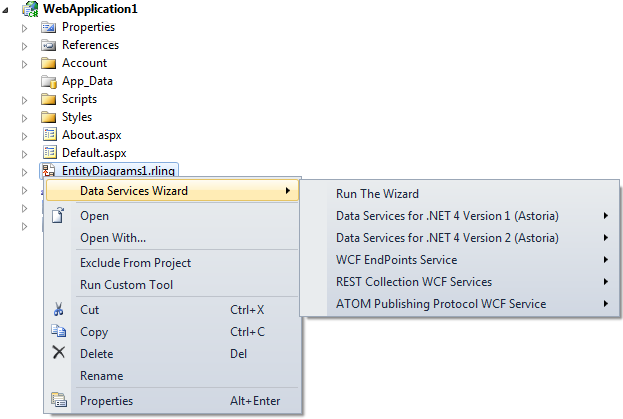 WebApplication1
Properties
References
Account
App_Data
Scripts
Styles
About.aspx
Default.aspx
EntityDiagrams1.rlinq
Data Services Wizard
Open
Open With...
Exclude From Project
Run Custom Tool
Cut Ctrl+X
Copy Ctrl+C
Delete Del
Rename
Properties Alt+Enter
Run The Wizard
Data Services for .NET 4 Version 1 (Astoria)
Data Services for .NET 4 Version 2 (Astoria)
WCF EndPoints Service
REST Collection WCF Services
ATOM Publishing Protocol WCF Service